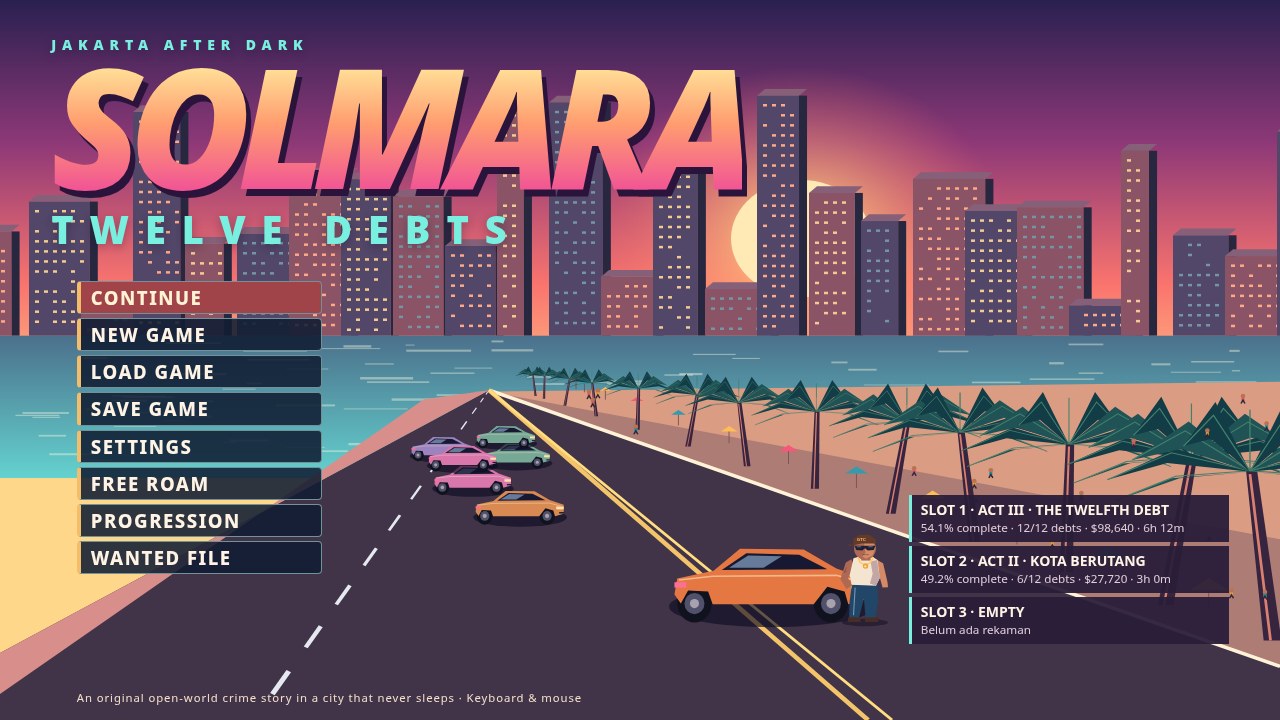 JAKARTA AFTER DARK
SOLMARA
TWELVE DEBTS
CONTINUE
NEW GAME
LOAD GAME
SAVE GAME
SETTINGS
FREE ROAM
PROGRESSION
WANTED FILE
SLOT 1 · ACT III · THE TWELFTH DEBT
54.1% complete · 12/12 debts · $98,640 · 6h 12m
SLOT 2 · ACT II · KOTA BERUTANG
49.2% complete · 6/12 debts · $27,720 · 3h 0m
SLOT 3 · EMPTY
Belum ada rekaman
An original open-world crime story in a city that never sleeps · Keyboard & mouse